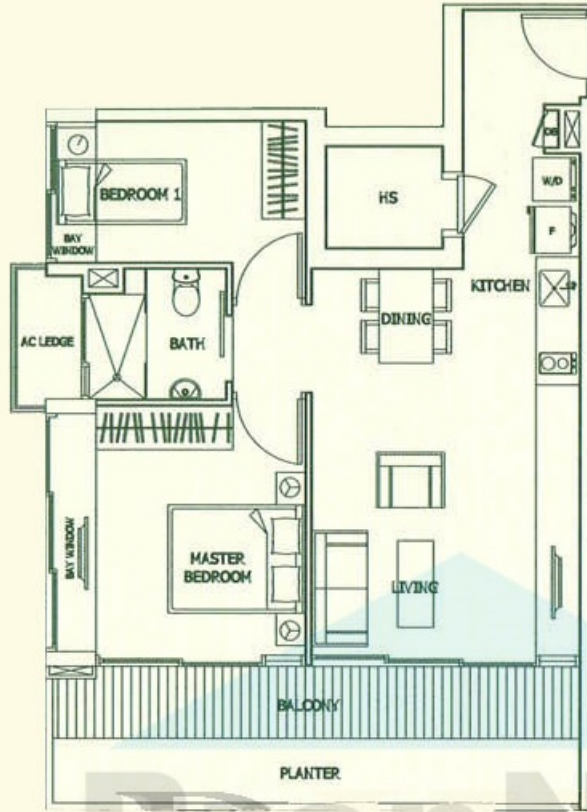 DB
W/D
F
BEDROOM 1
HS
BAY
WINDOW
KITCHEN
DINING
AC LEDGE
BATH
BAY WINDOW
MASTER
BEDROOM
LIVING
BALCONY
PLANTER